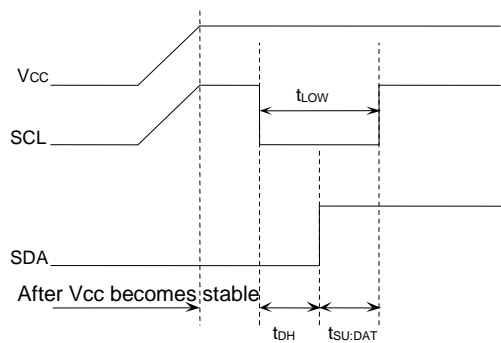 Vcc
tLOW
SCL
SDA
After Vcc becomes stable
tDH
tSU:DAT